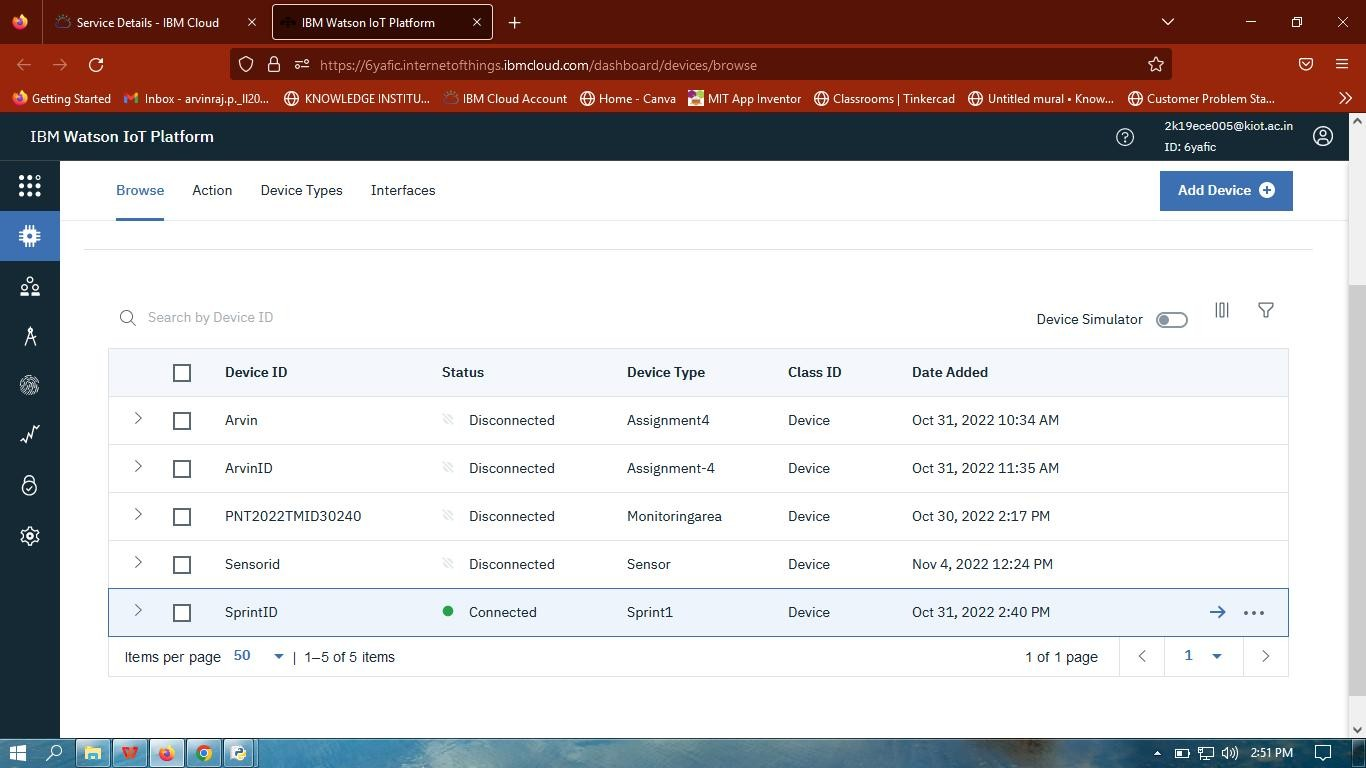 Service Details - IBM Cloud
IBM Watson IoT Platform
https://6yafic.internetofthings.ibmcloud.com/dashboard/devices/browse
Getting Started
Inbox - arvinraj.p._II20...
KNOWLEDGE INSTITU...
IBM Cloud Account
Home - Canva
MIT App Inventor
Classrooms | Tinkercad
Untitled mural • Know...
Customer Problem Sta...
IBM Watson IoT Platform
2k19ece005@kiot.ac.in
ID: 6yafic
Browse Action Device Types Interfaces
Add Device
Search by Device ID
Device Simulator
Device ID Status Device Type Class ID Date Added
Arvin Disconnected Assignment4 Device Oct 31, 2022 10:34 AM
ArvinID Disconnected Assignment-4 Device Oct 31, 2022 11:35 AM
PNT2022TMID30240 Disconnected Monitoringarea Device Oct 30, 2022 2:17 PM
Sensorid Disconnected Sensor Device Nov 4, 2022 12:24 PM
SprintID Connected Sprint1 Device Oct 31, 2022 2:40 PM
Items per page 50 | 1–5 of 5 items
1 of 1 page
1
2:51 PM